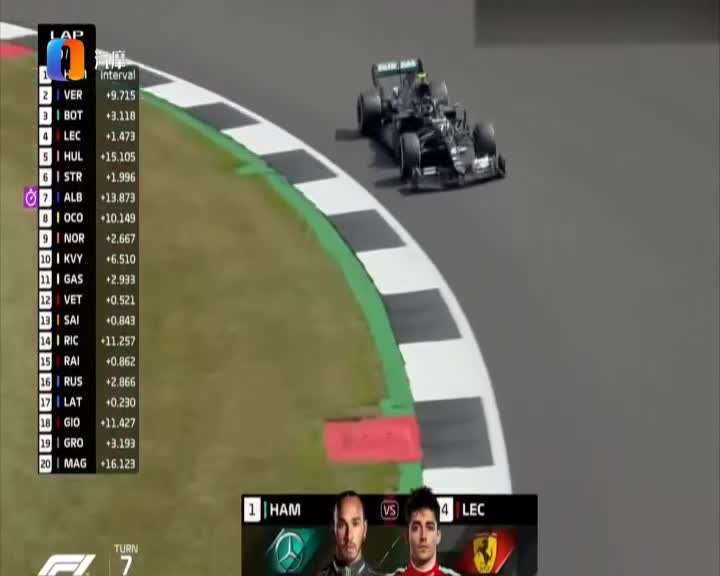 LAP
汽摩
1 interval
2 VER +9.715
3 BOT +3.118
4 LEC +1.473
5 HUL +15.105
6 STR +1.996
7 ALB +13.873
8 OCO +10.149
9 NOR +2.667
10 KVY +6.510
11 GAS +2.933
12 VET +0.521
13 SAI +0.843
14 RIC +11.257
15 RAI +0.862
16 RUS +2.866
17 LAT +0.230
18 GIO +11.427
19 GRO +3.193
20 MAG +16.123
1 HAM VS 4 LEC
F1
TURN
7